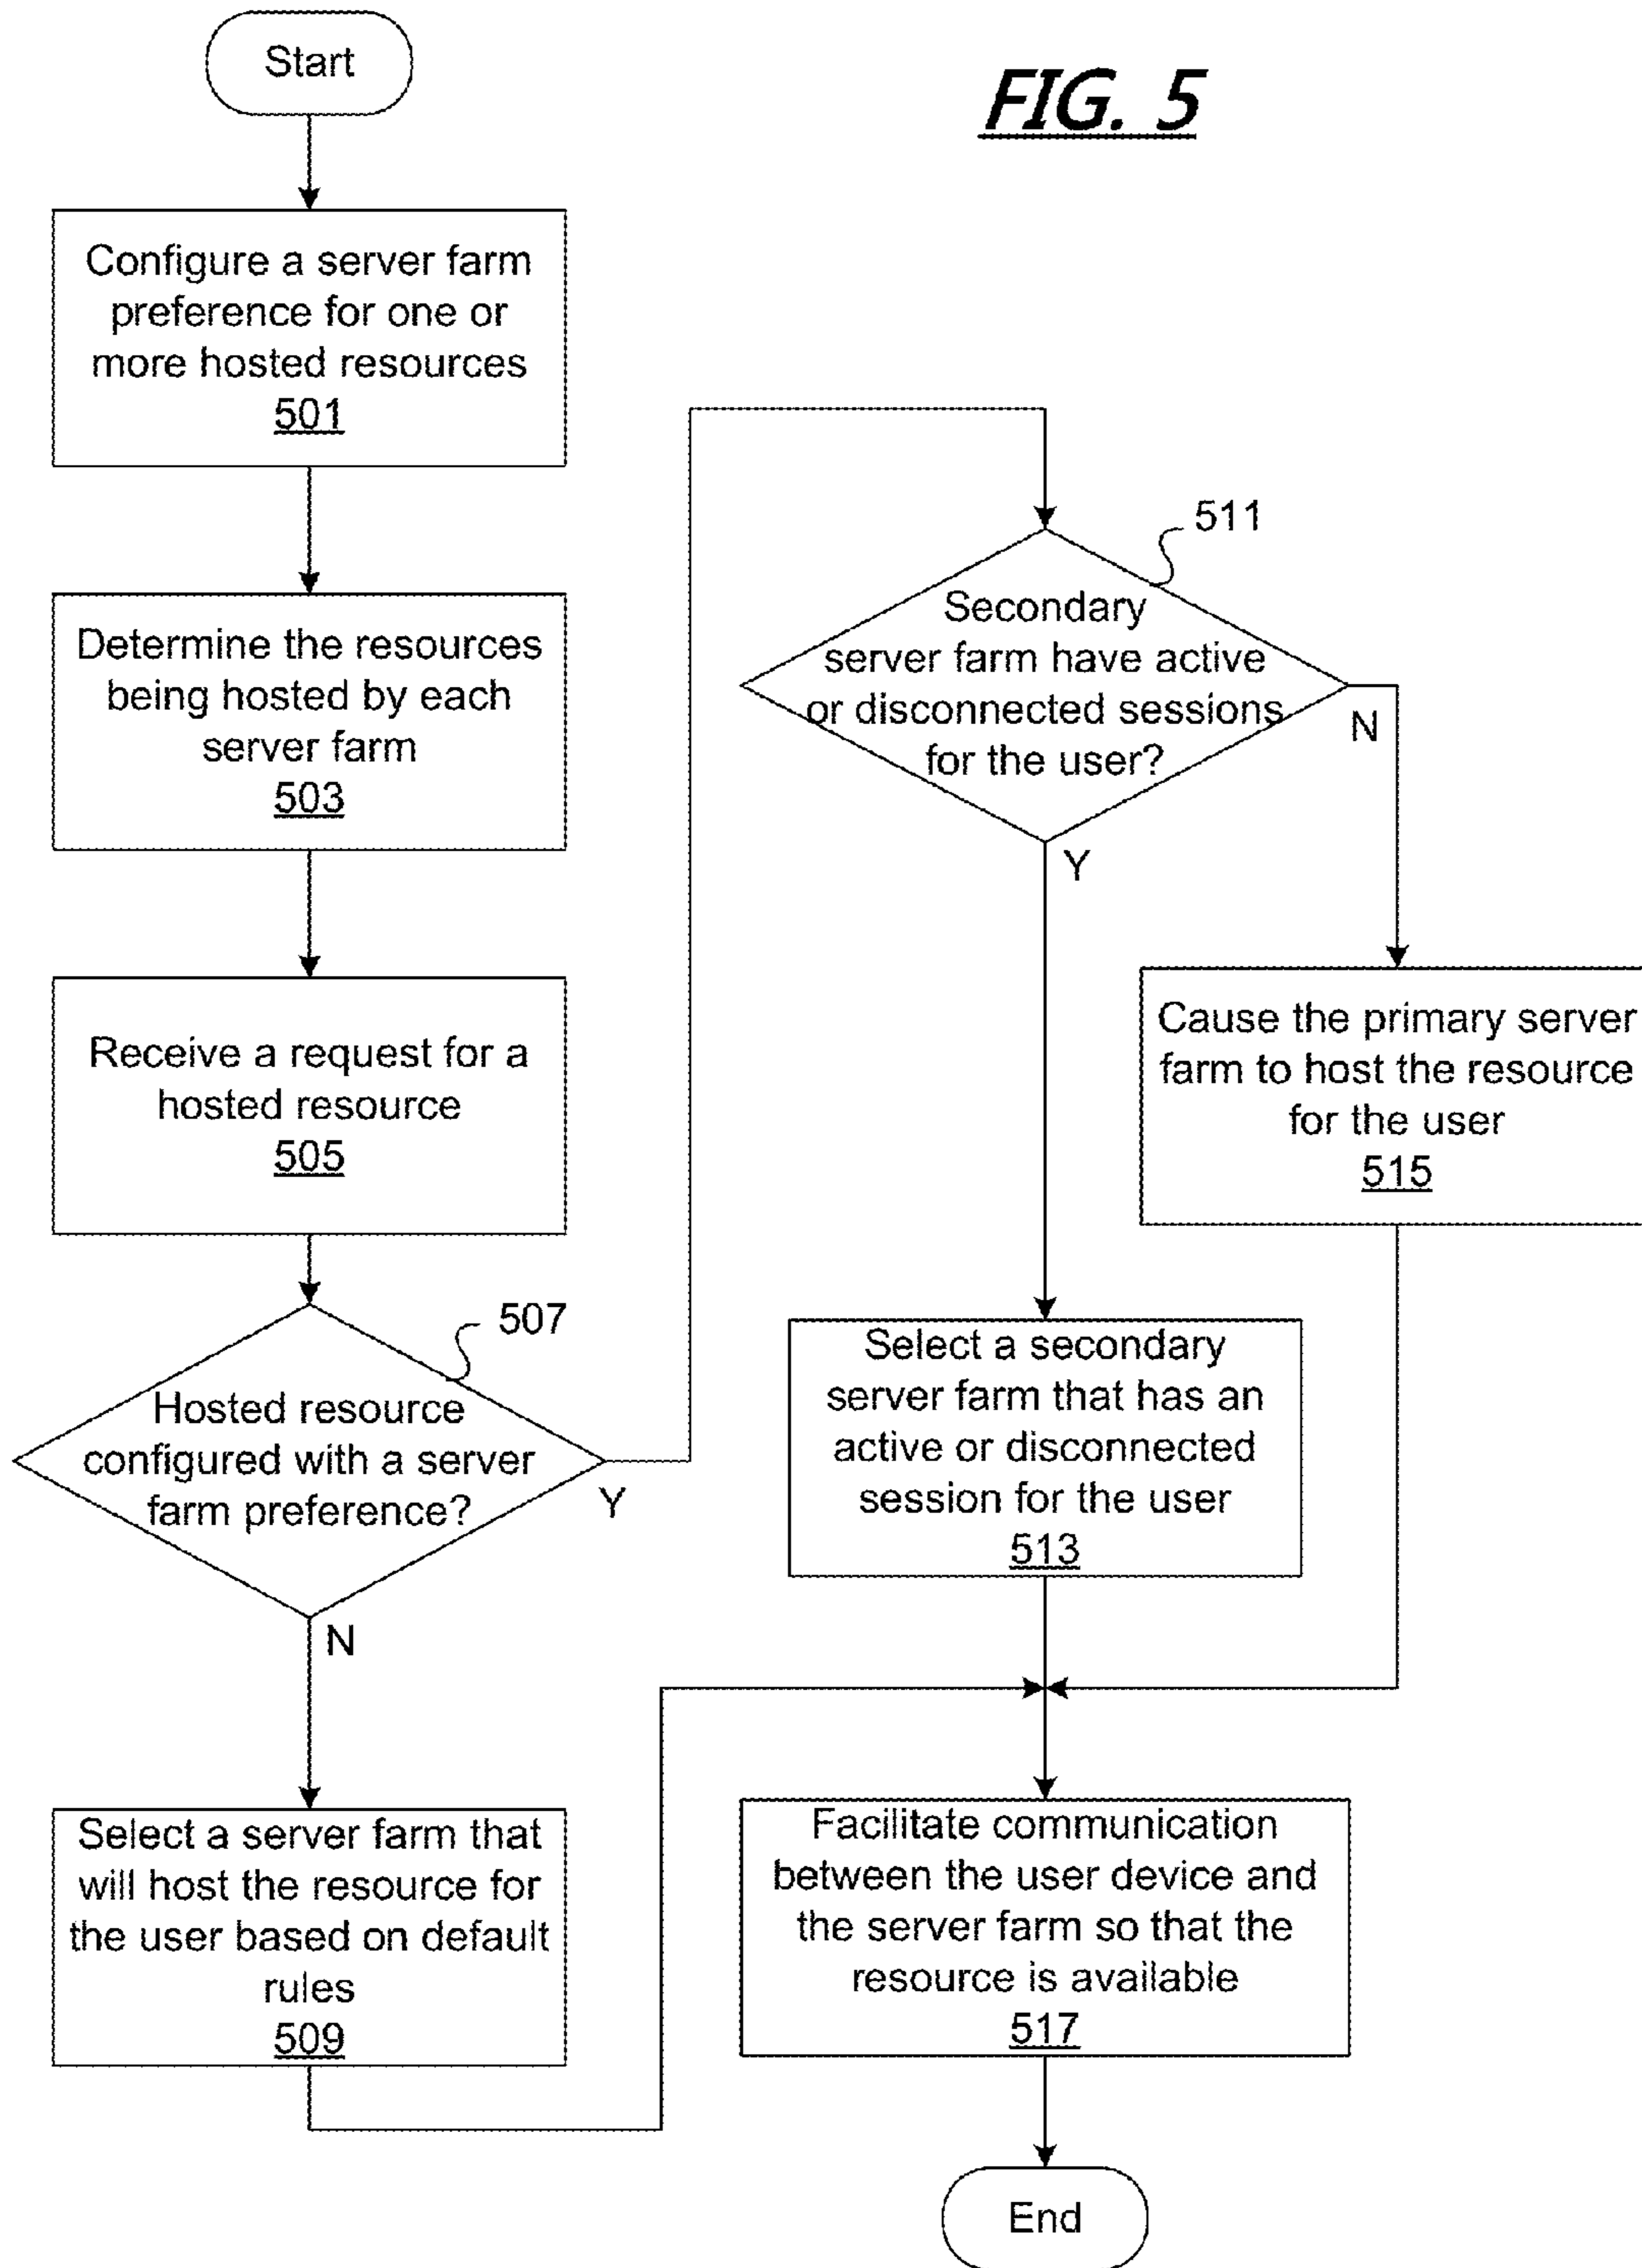 Start
FIG. 5
Configure a server farm
preference for one or
more hosted resources
501
Determine the resources
being hosted by each
server farm
503
Receive a request for a
hosted resource
505
507
Hosted resource
configured with a server
farm preference?
Y
N
Select a server farm that
will host the resource for
the user based on default
rules
509
511
Secondary
server farm have active
or disconnected sessions
for the user?
N
Y
Cause the primary server
farm to host the resource
for the user
515
Select a secondary
server farm that has an
active or disconnected
session for the user
513
Facilitate communication
between the user device and
the server farm so that the
resource is available
517
End